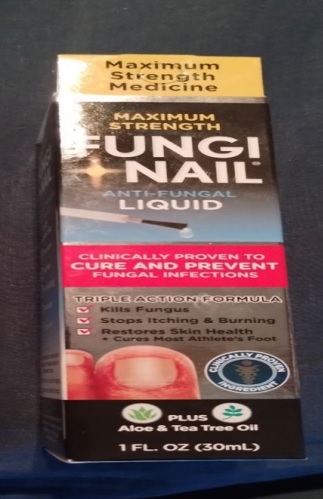 Maximum
Strength
Medicine
MAXIMUM
STRENGTH
FUNGI
NAIL®
ANTI-FUNGAL
LIQUID
CLINICALLY PROVEN TO
CURE AND PREVENT
FUNGAL INFECTIONS
TRIPLE ACTION FORMULA
Kills Fungus
Stops Itching & Burning
Restores Skin Health
+ Cures Most Athlete's Foot
CLINICALLY PROVEN
INGREDIENT
PLUS
Aloe & Tea Tree Oil
1 FL. OZ (30mL)